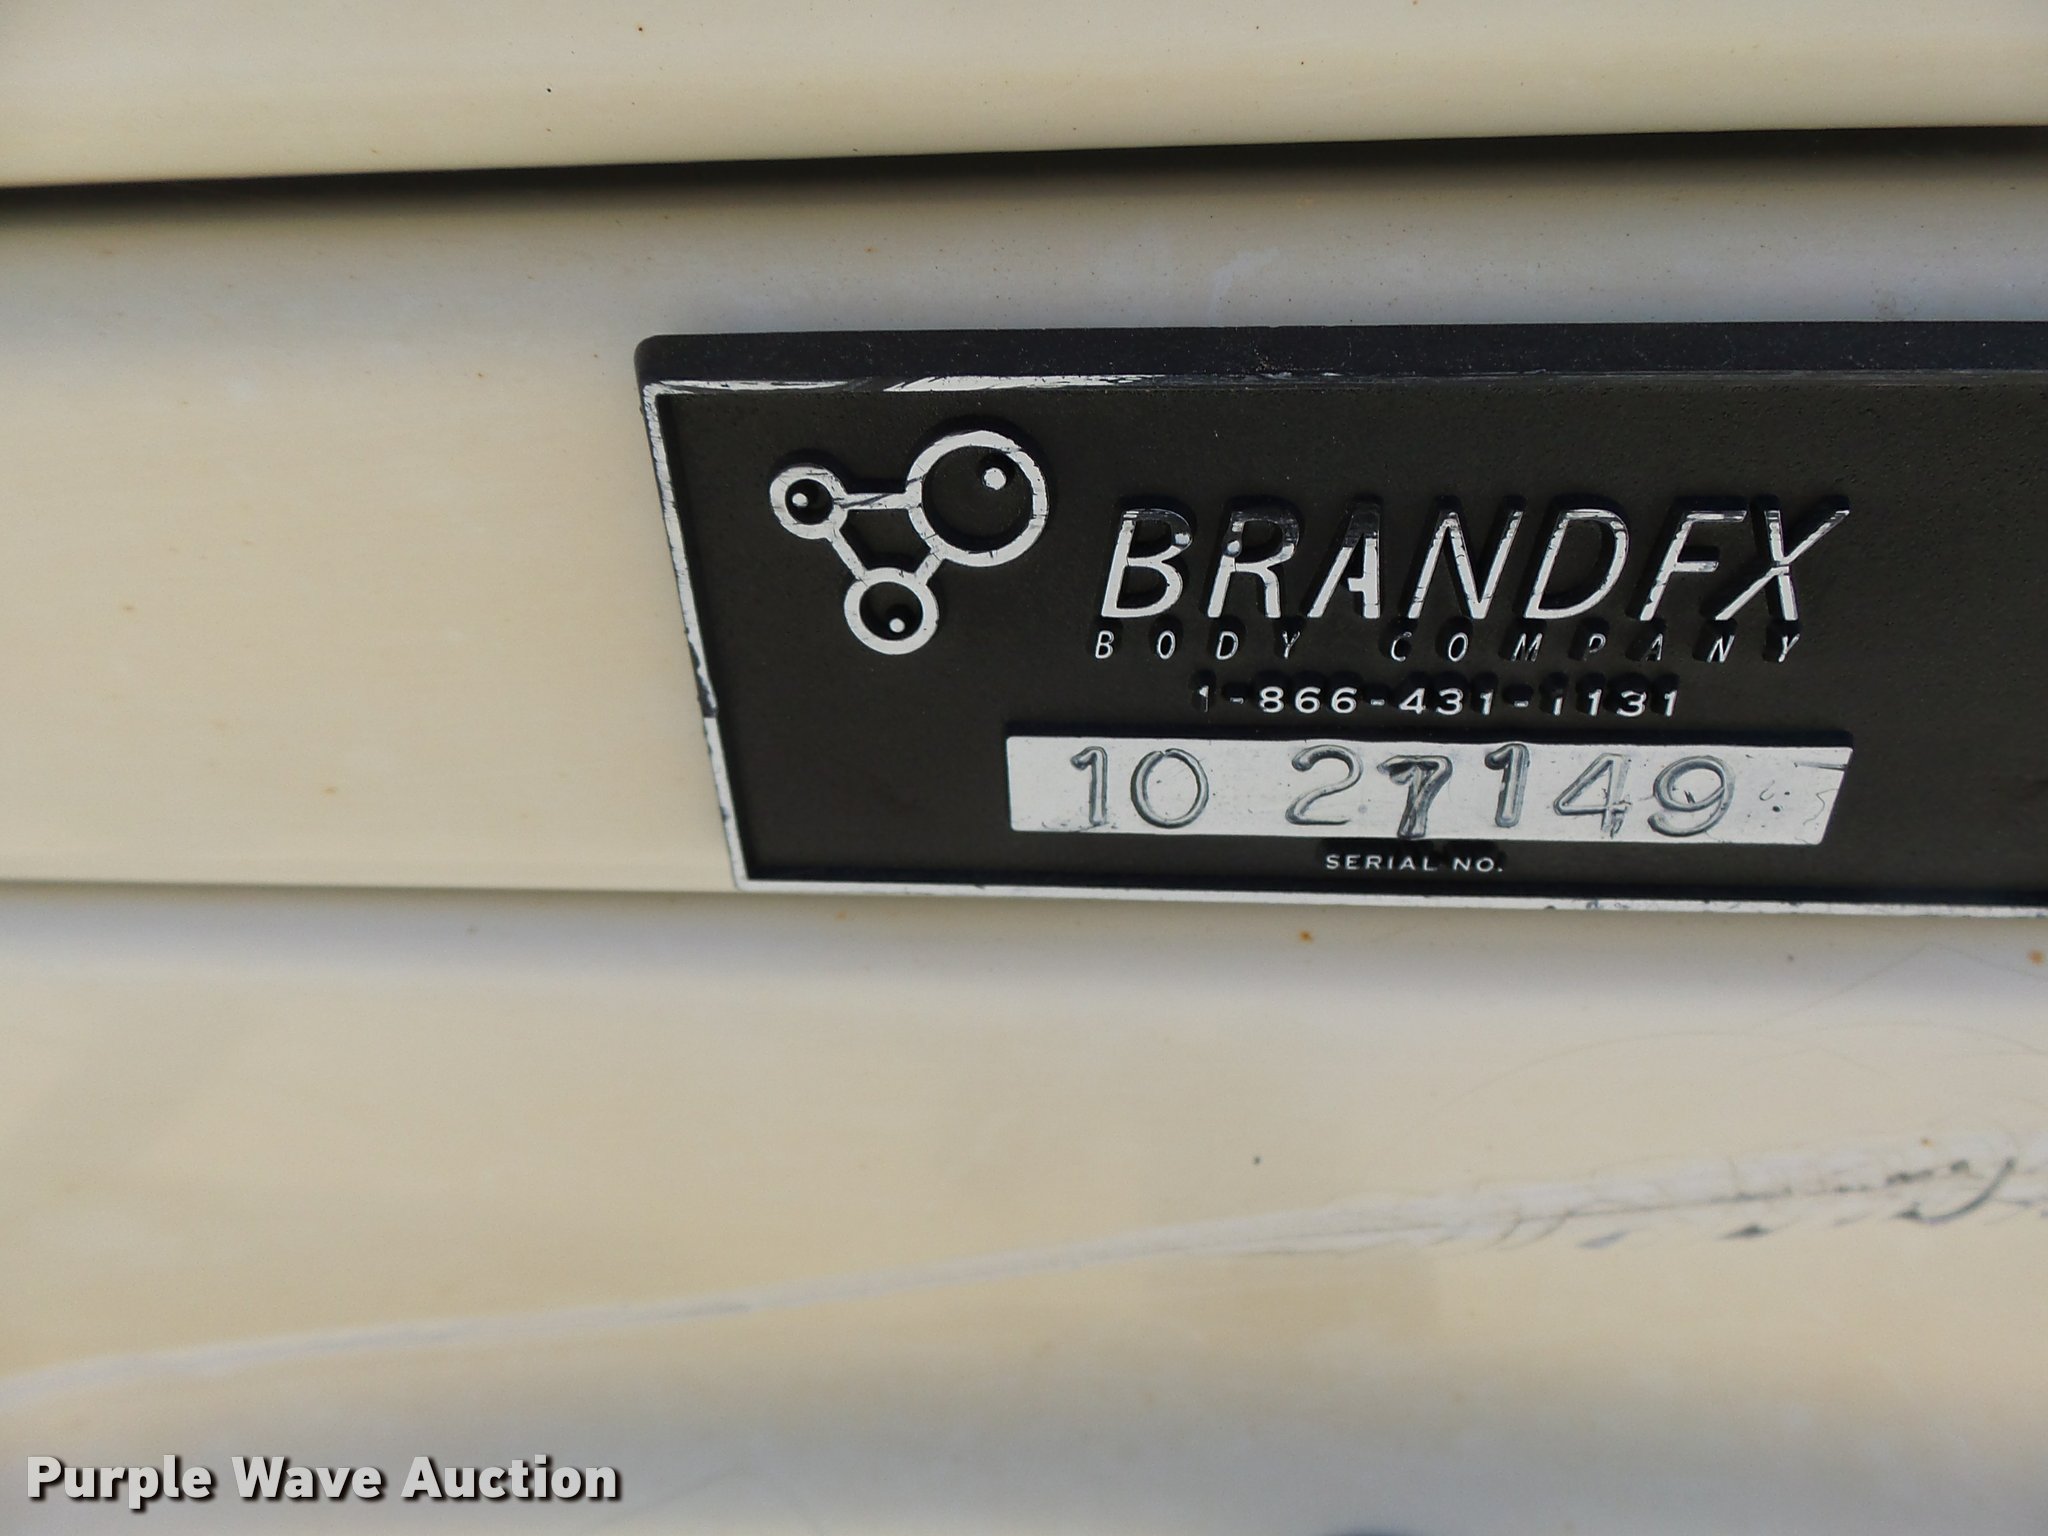 BRANDFX
BODY COMPANY
1-866-431-1131
10 27149
SERIAL NO.
Purple Wave Auction